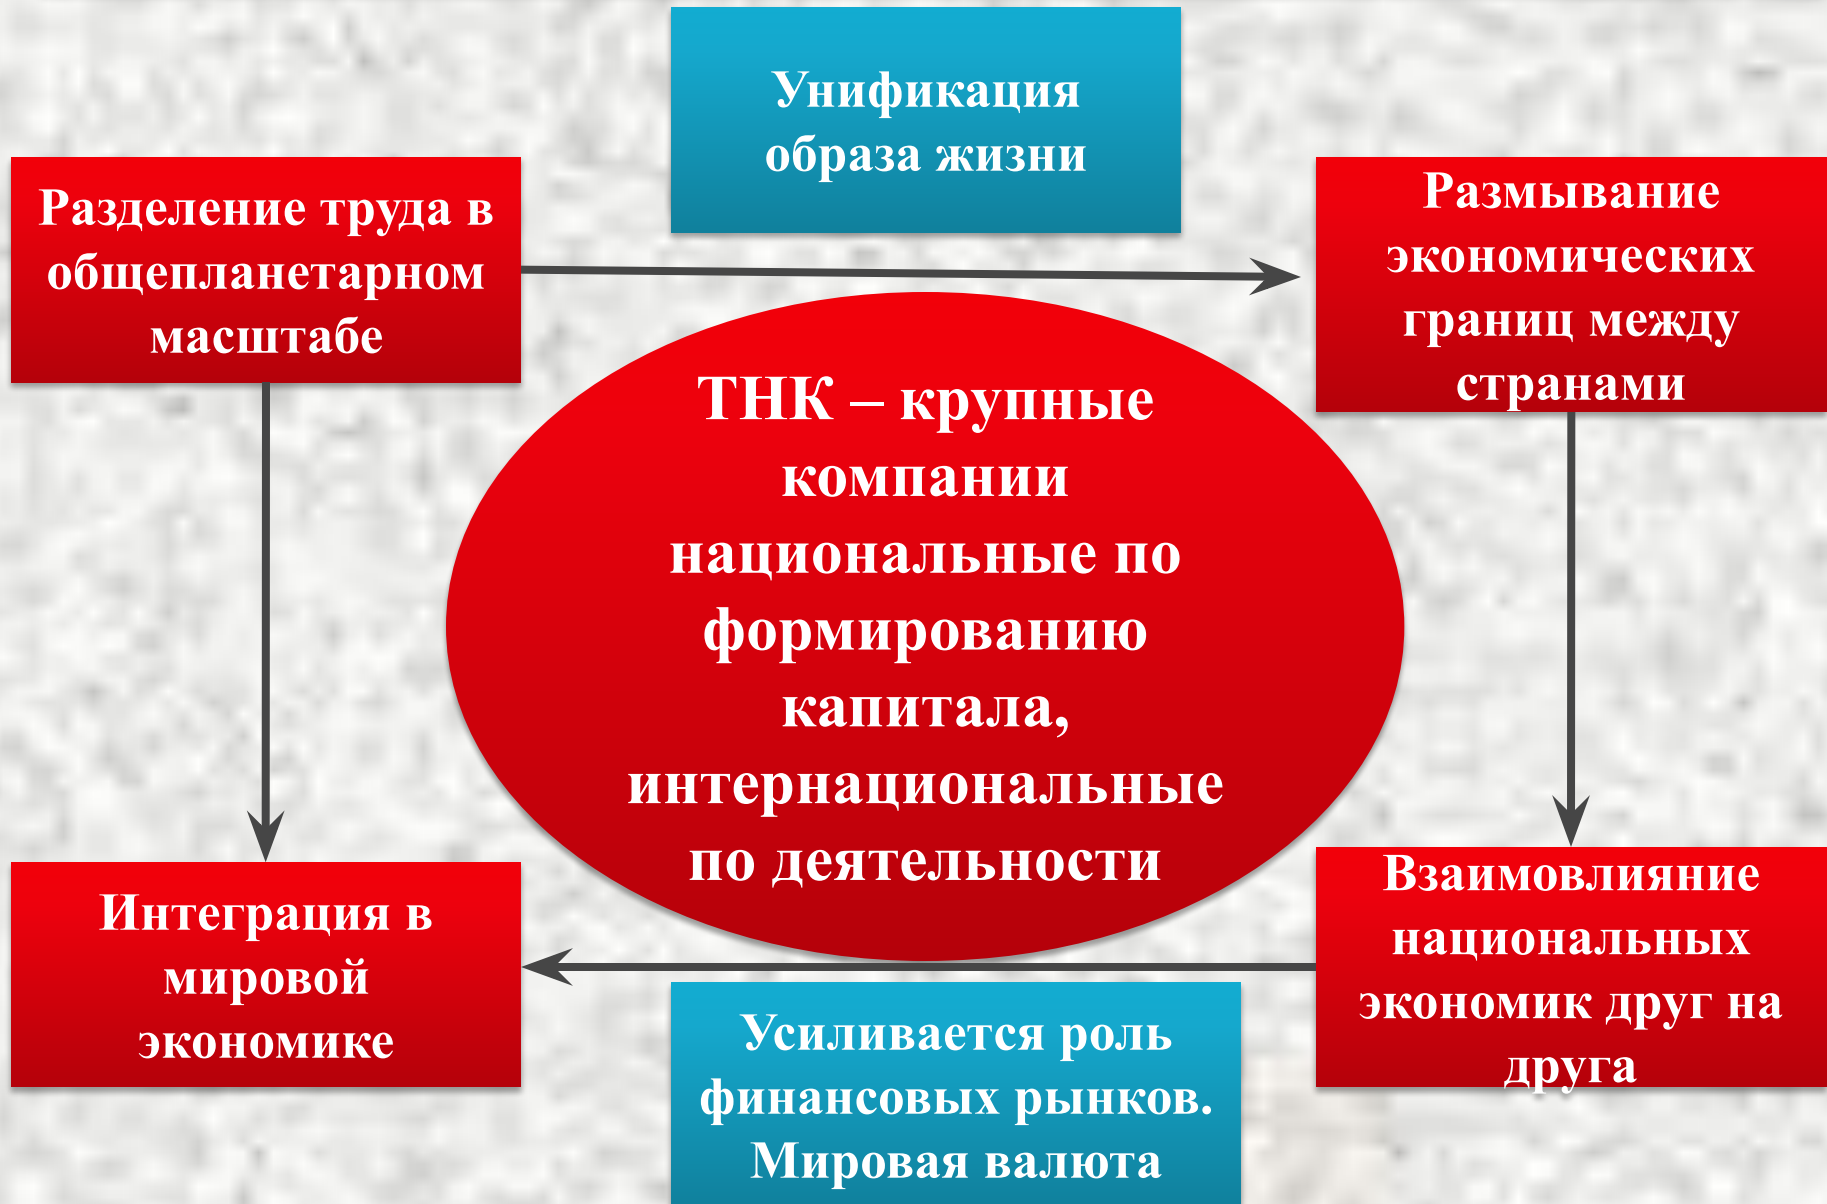 Унификация
образа жизни
Разделение труда в
общепланетарном
масштабе
Размывание
экономических
границ между
странами
ТНК – крупные
компании
национальные по
формированию
капитала,
интернациональные
по деятельности
Интеграция в
мировой
экономике
Взаимовлияние
национальных
экономик друг на
друга
Усиливается роль
финансовых рынков.
Мировая валюта